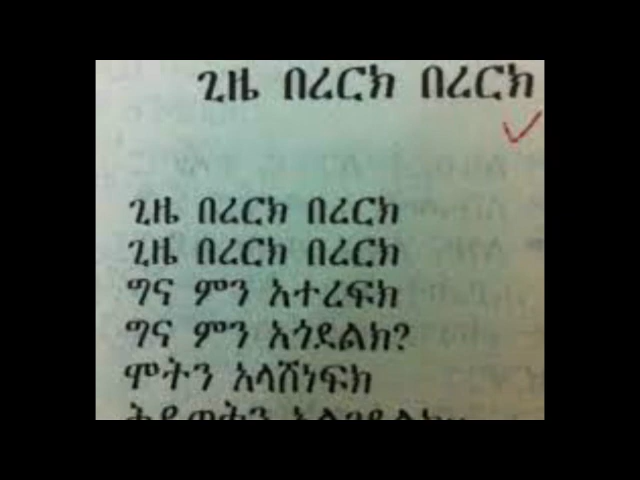 ጊዜ በረርክ በረርክ
ጊዜ በረርክ በረርክ
ጊዜ በረርክ በረርክ
ግና ምን አተረፍክ
ግና ምን አጎደልክ?
ሞትን አላሸነፍክ